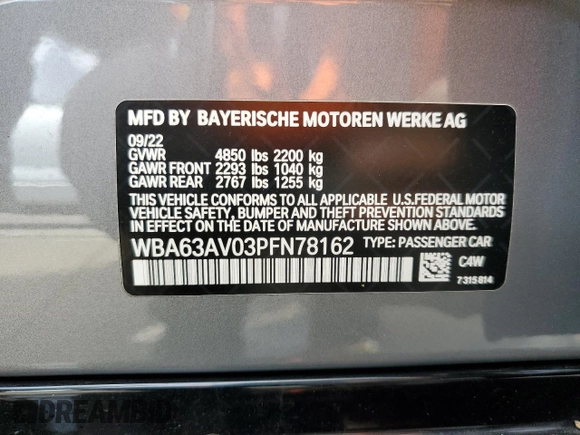 MFD BY BAYERISCHE MOTOREN WERKE AG
09/22
GVWR 4850 lbs 2200 kg
GAWR FRONT 2293 lbs 1040 kg
GAWR REAR 2767 lbs 1255 kg
THIS VEHICLE CONFORMS TO ALL APPLICABLE U.S.FEDERAL MOTOR
VEHICLE SAFETY, BUMPER AND THEFT PREVENTION STANDARDS
IN EFFECT ON THE DATE OF MANUFACTURE SHOWN ABOVE.
WBA63AV03PFN78162 TYPE: PASSENGER CAR
C4W
7315814
DREAMBID